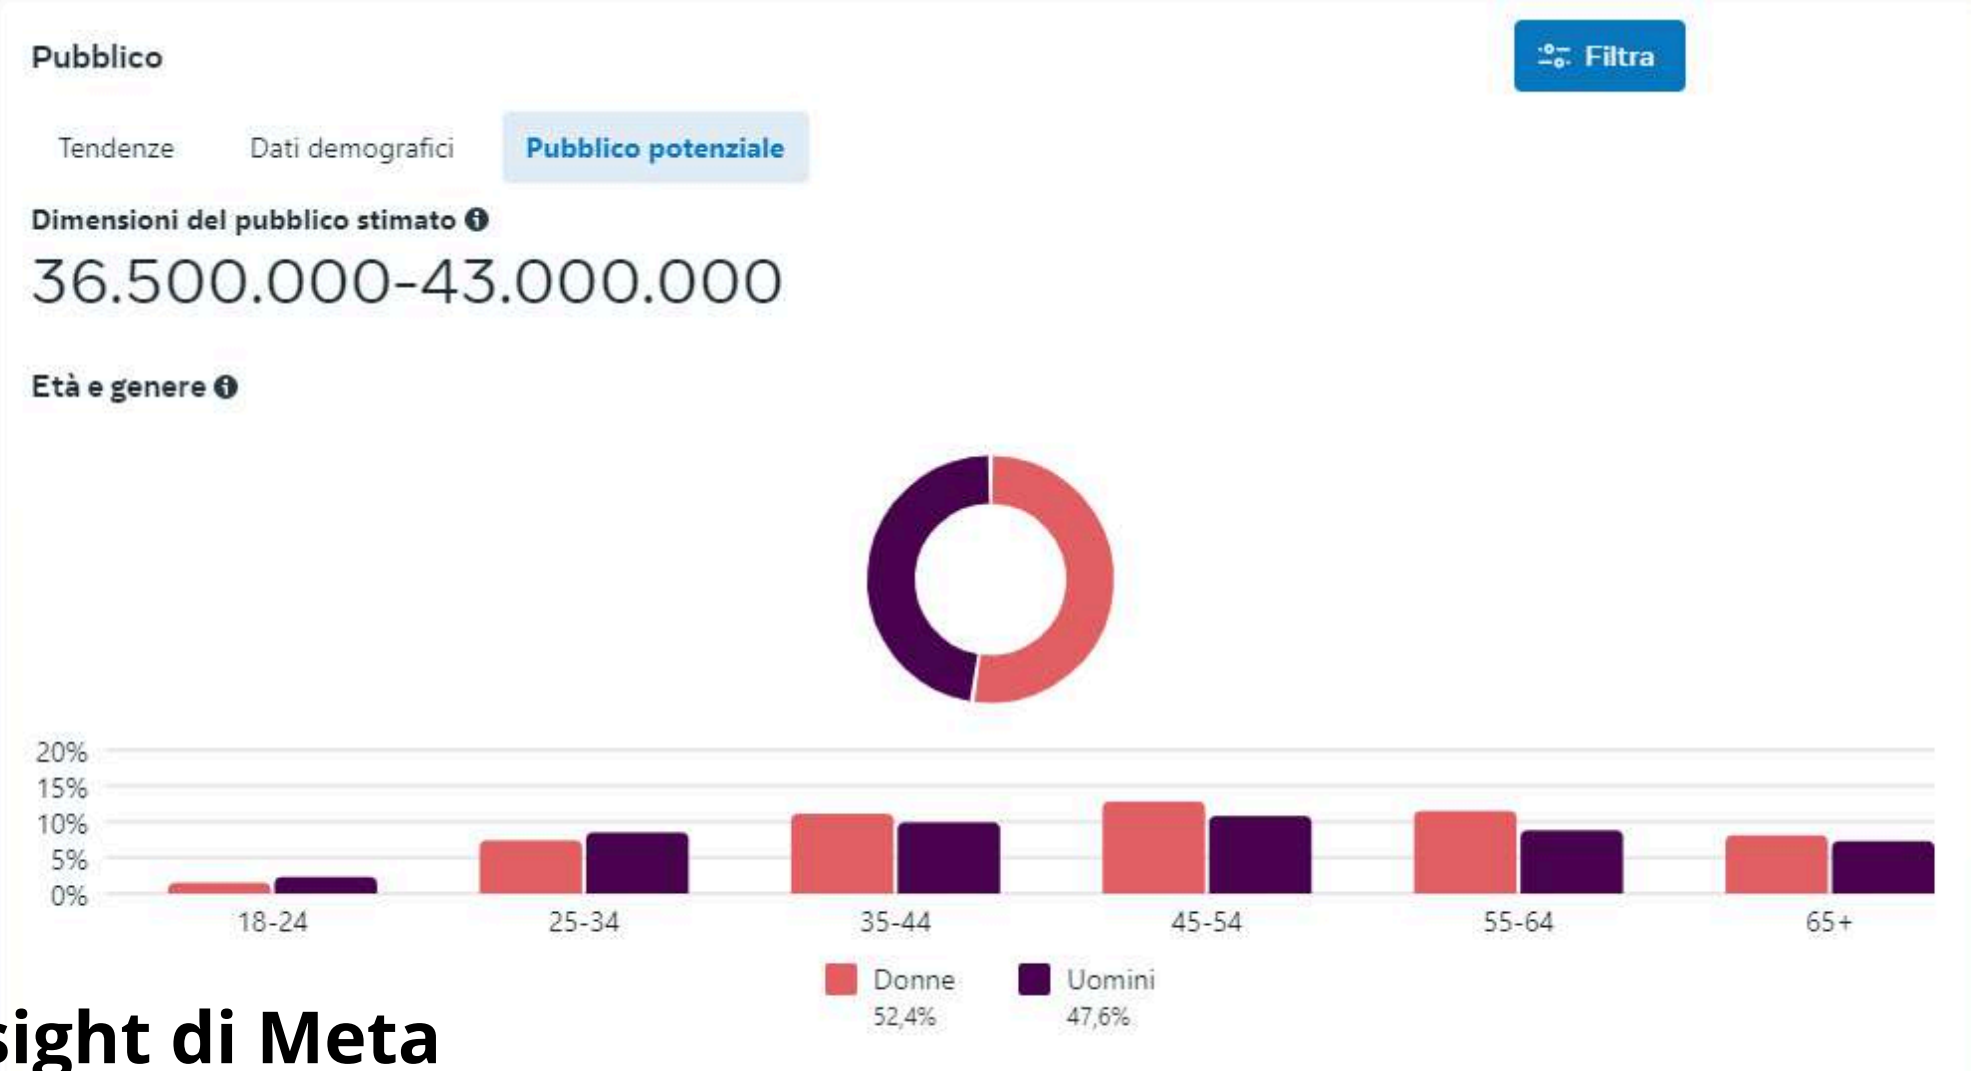 Pubblico
Filtra
Tendenze Dati demografici Pubblico potenziale
Dimensioni del pubblico stimato
36.500.000-43.000.000
Età e genere
20%
15%
10%
5%
0%
18-24 25-34 35-44 45-54 55-64 65+
Donne Uomini
52,4% 47,6%
sight di Meta